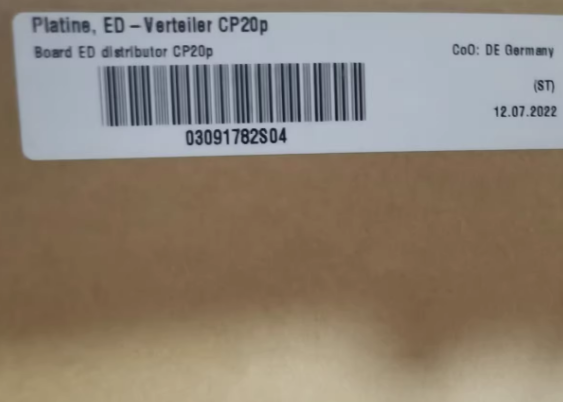 Platine, ED – Verteiler CP20p
Board ED distributor CP20p
CoO: DE Germany
(ST)
12.07.2022
03091782S04